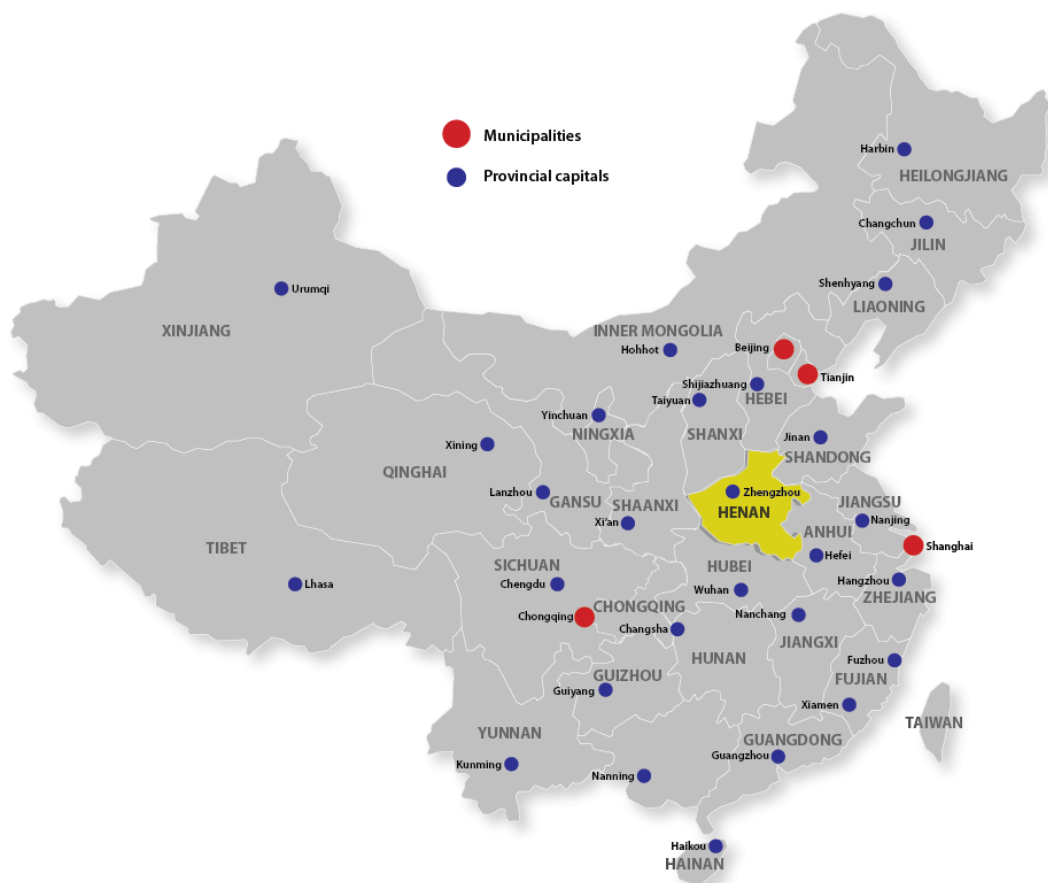 Municipalities
Provincial capitals
Harbin
HEILONGJIANG
Changchun
JILIN
Shenhyang
LIAONING
Urumqi
XINJIANG
INNER MONGOLIA
Hohhot
Beijing
Tianjin
Shijiazhuang
HEBEI
Taiyuan
Yinchuan
NINGXIA
SHANXI
Jinan
SHANDONG
Xining
QINGHAI
Lanzhou
GANSU
SHAANXI
Xi'an
Zhengzhou
HENAN
JIANGSU
Nanjing
ANHUI
Hefei
Shanghai
TIBET
Lhasa
SICHUAN
Chengdu
HUBEI
Wuhan
Hangzhou
ZHEJIANG
Chongqing
CHONGQING
Changsha
Nanchang
JIANGXI
HUNAN
Fuzhou
FUJIAN
GUIZHOU
Guiyang
Xiamen
TAIWAN
YUNNAN
Kunming
GUANGDONG
Guangzhou
Nanning
Haikou
HAINAN